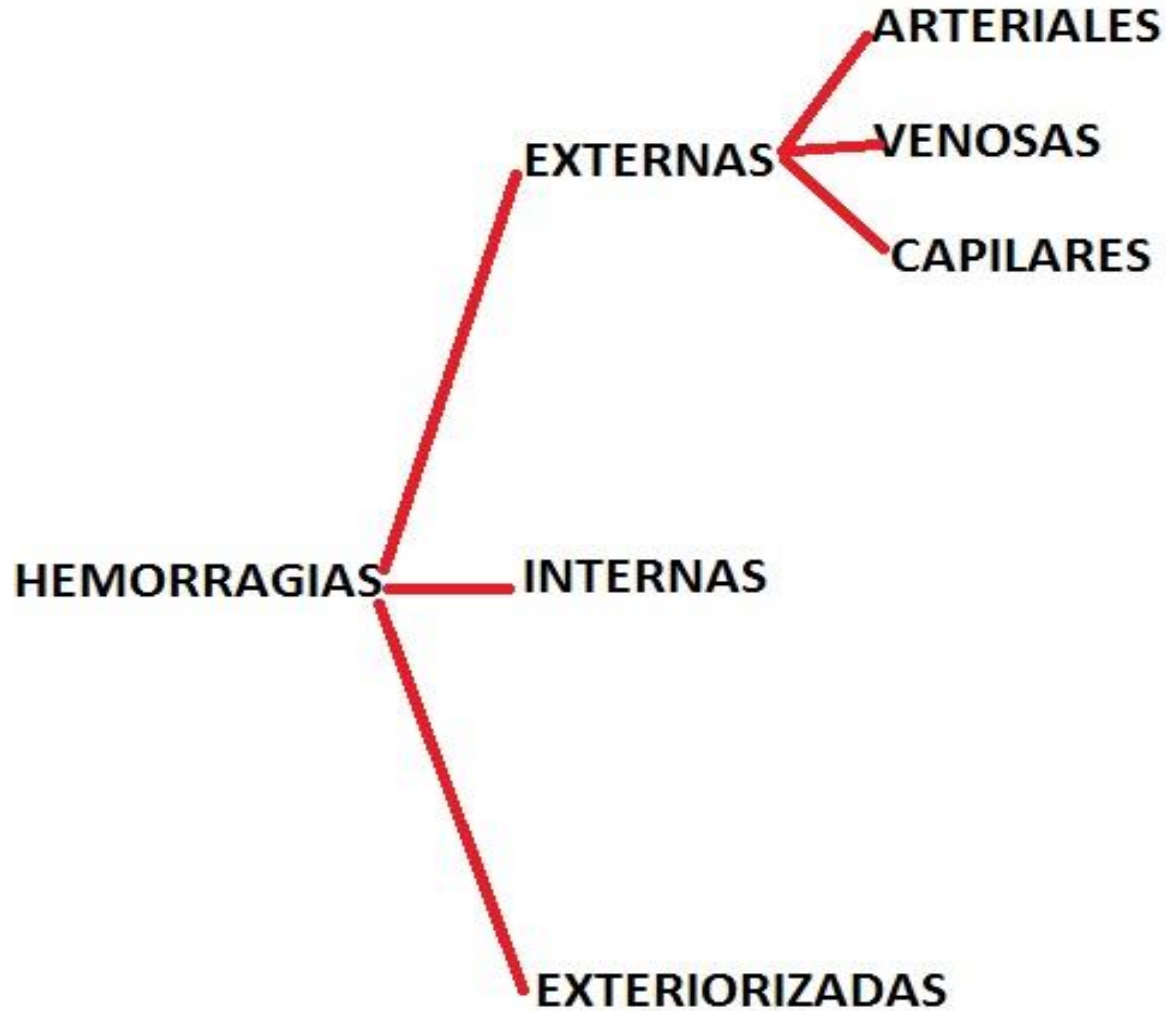 ARTERIALES
EXTERNAS
VENOSAS
CAPILARES
HEMORRAGIAS
INTERNAS
EXTERIORIZADAS